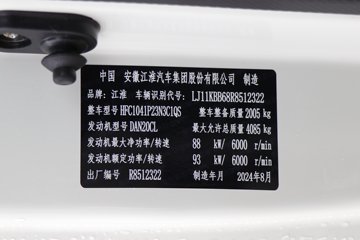 中国 安徽江淮汽车集团股份有限公司 制造
品牌: 江淮 车辆识别代号: LJ11KBB68R8512322
整车型号 HFC1041P23N3C1QS 整车整备质量 2005 kg
发动机型号 DAN20CL 最大允许总质量 4085 kg
发动机最大净功率/转速 88 kW/ 6000 r/min
发动机额定功率/转速 93 kW/ 6000 r/min
出厂编号 R8512322 制造年月 2024年8月